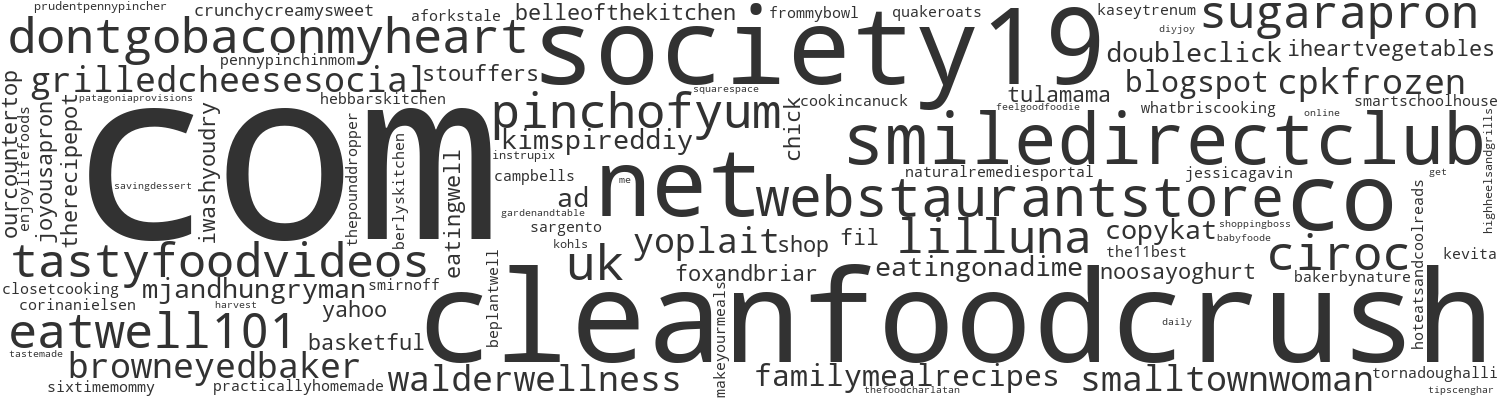 prudentpennypincher
crunchycreamysweet
aforkstale
belleofthekitchen
frommybowl
quakeroats
kaseytrenum
sugarapron
dontgobaconmyheart
society19
diyjoy
doubleclick
iheartvegetables
pennypinchinmom
grilledcheesesocial
stouffers
squarespace
blogspot
cpkfrozen
ourcountertop
enjoylifefoods
joyousapron
therecipepot
patagoniaprovisions
hebbarskitchen
pinchofyum
cookincanuck
tulamama
feelgoodfoodie
whatbriscooking
smartschoolhouse
online
com
iwashyoudry
thepounddropper
berlyskitchen
eatingwell
kimspireddiy
chick
smiledirectclub
highheelsandgrills
instrupix
campbells
savingdessert
net
me
ad
webstaurantstore
naturalremediesportal
jessicagavin
get
co
gardenandtable
sargento
kohls
yoplait
shop
fil
lilluna
copykat
shoppingboss
babyfoode
hoteatsandcoolreads
tastyfoodvideos
beplantwell
uk
foxandbriar
eatingonadime
the11best
noosayoghurt
ciroc
kevita
bakerbynature
closetcooking
mjandhungryman
smirnoff
corinanielsen
harvest
yahoo
cleanfoodcrush
makeyourmeals
daily
eatwell101
basketful
tastemade
browneyedbaker
sixtimemommy
practicallyhomemade
walderwellness
familymealrecipes
thefoodcharlatan
smalltownwoman
tornadoughalli
tipscenghar